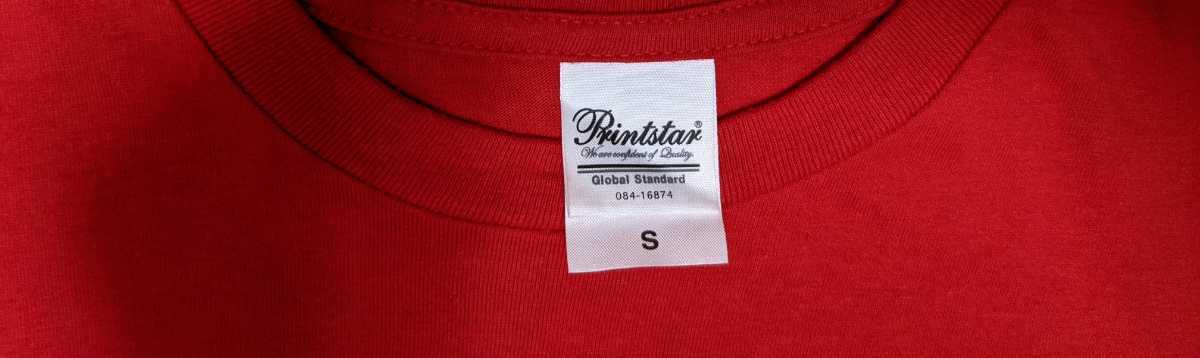 Printstar®
We are confident of Quality.
Global Standard
084-16874
S